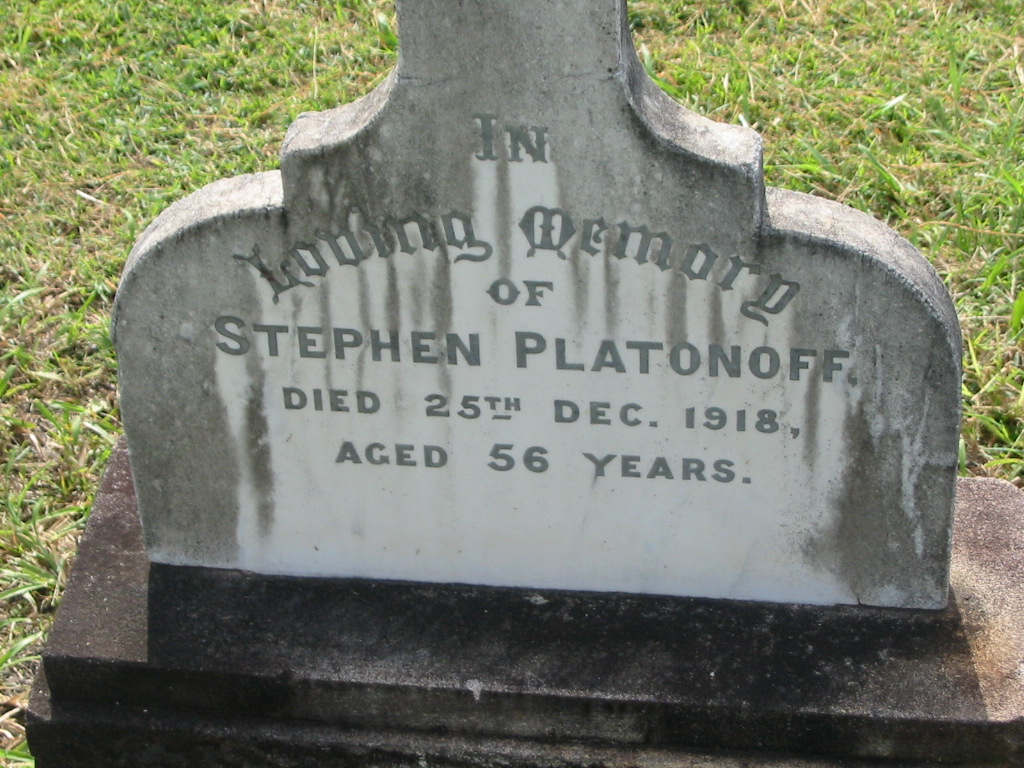 IN
Loving Memory
OF
STEPHEN PLATONOFF,
DIED 25TH DEC. 1918,
AGED 56 YEARS.